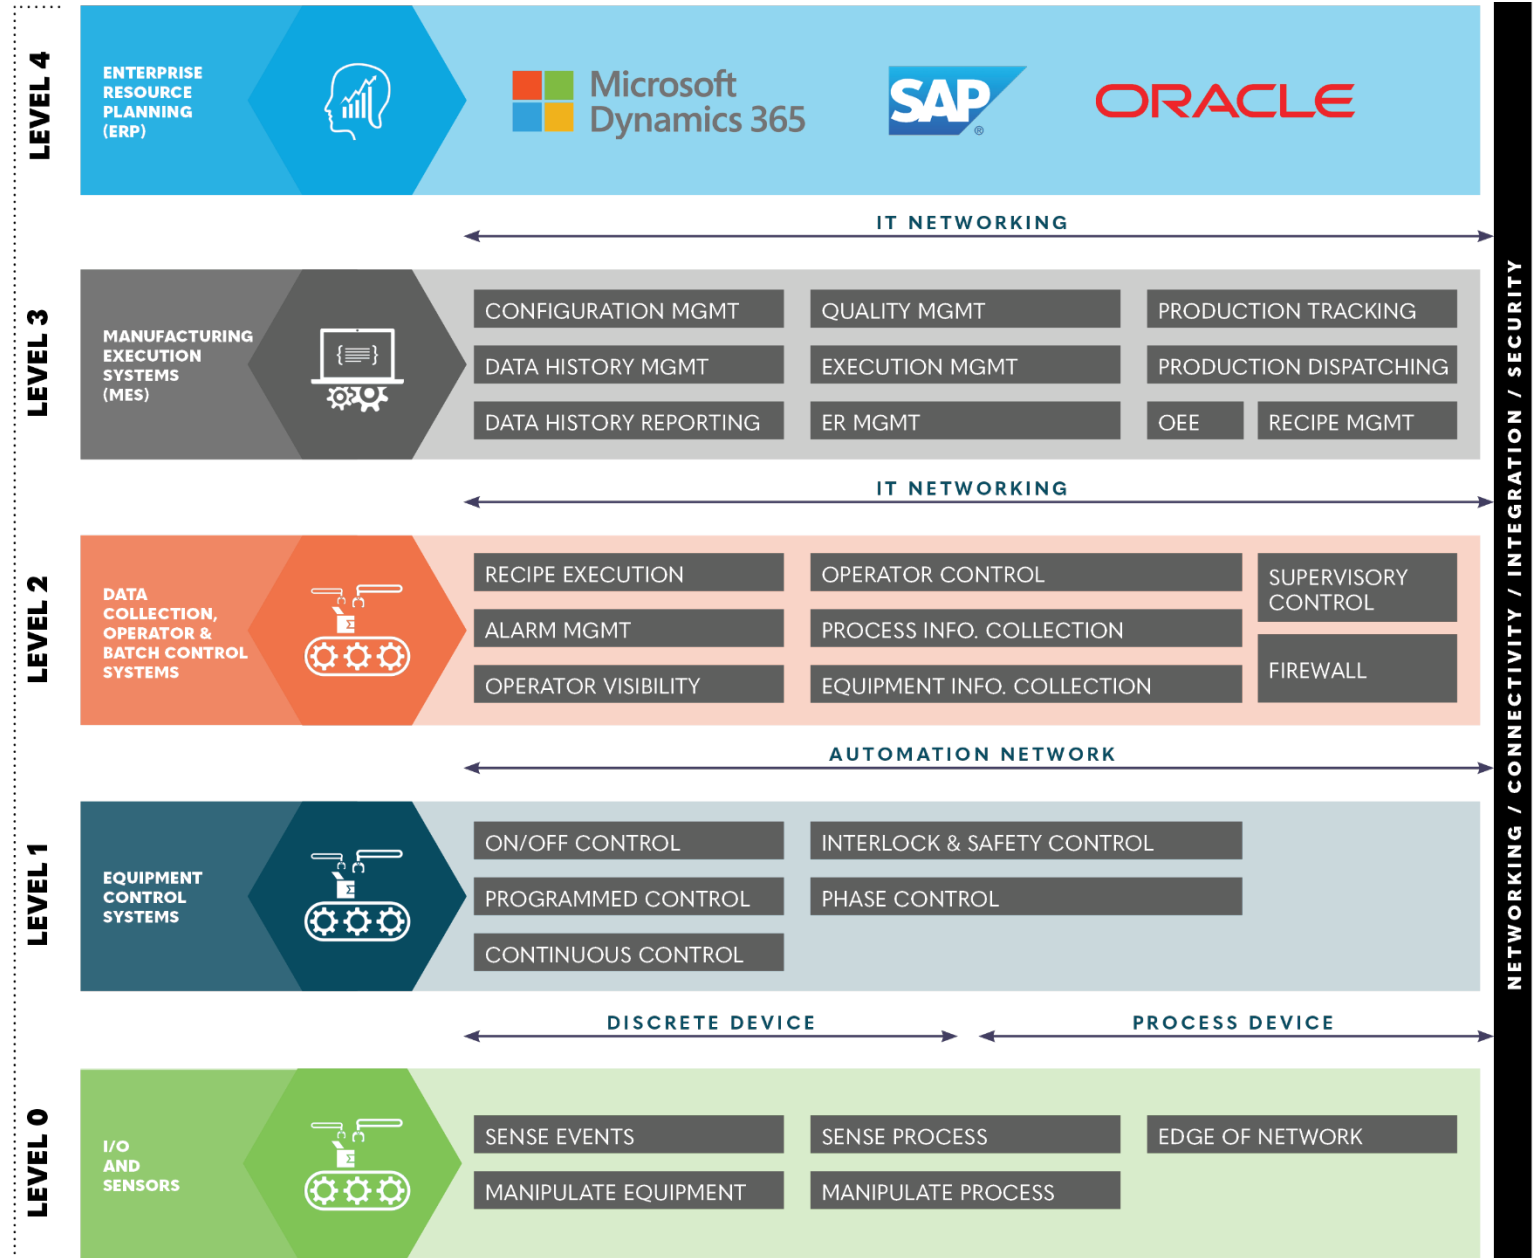 LEVEL 4
ENTERPRISE
RESOURCE
PLANNING
(ERP)
Microsoft
Dynamics 365
SAP
®
ORACLE
IT NETWORKING
LEVEL 3
MANUFACTURING
EXECUTION
SYSTEMS
(MES)
CONFIGURATION MGMT
QUALITY MGMT
PRODUCTION TRACKING
DATA HISTORY MGMT
EXECUTION MGMT
PRODUCTION DISPATCHING
DATA HISTORY REPORTING
ER MGMT
OEE
RECIPE MGMT
IT NETWORKING
LEVEL 2
DATA
COLLECTION,
OPERATOR &
BATCH CONTROL
SYSTEMS
RECIPE EXECUTION
OPERATOR CONTROL
SUPERVISORY
CONTROL
ALARM MGMT
PROCESS INFO. COLLECTION
FIREWALL
OPERATOR VISIBILITY
EQUIPMENT INFO. COLLECTION
AUTOMATION NETWORK
LEVEL 1
EQUIPMENT
CONTROL
SYSTEMS
ON/OFF CONTROL
INTERLOCK & SAFETY CONTROL
PROGRAMMED CONTROL
PHASE CONTROL
CONTINUOUS CONTROL
DISCRETE DEVICE
PROCESS DEVICE
LEVEL 0
I/O
AND
SENSORS
SENSE EVENTS
SENSE PROCESS
EDGE OF NETWORK
MANIPULATE EQUIPMENT
MANIPULATE PROCESS
NETWORKING / CONNECTIVITY / INTEGRATION / SECURITY